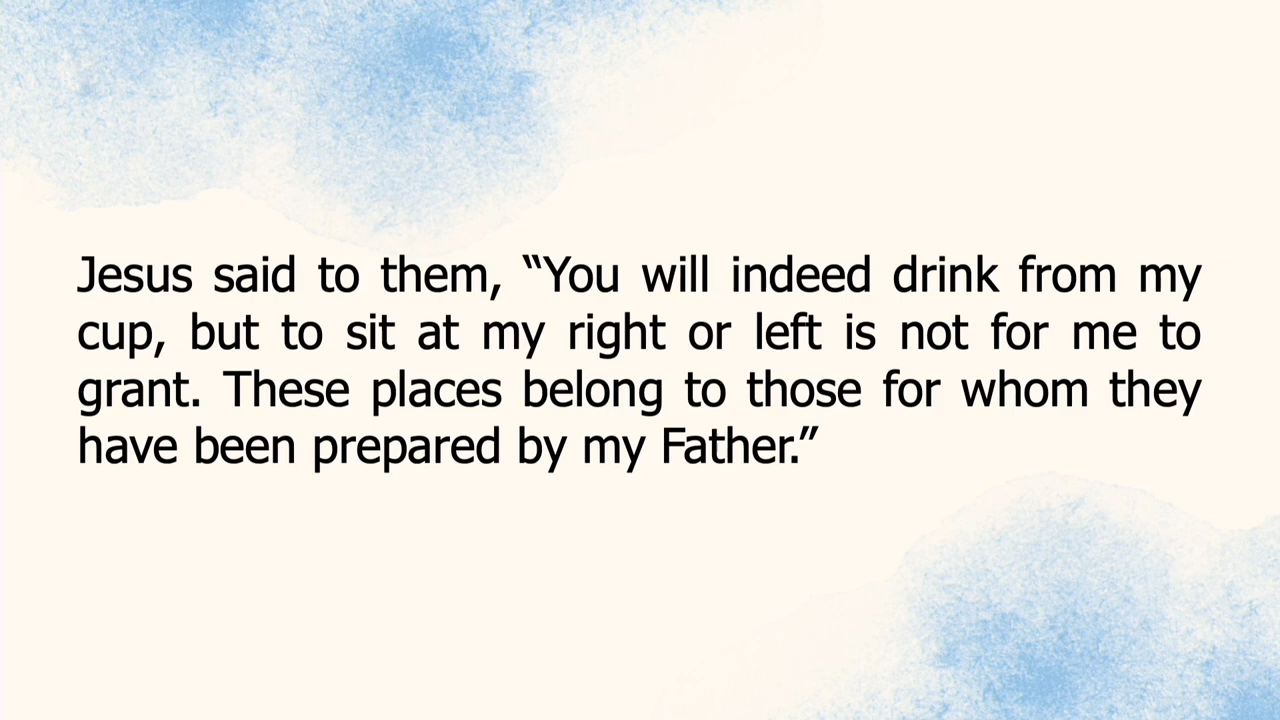 Jesus said to them, “You will indeed drink from my
cup, but to sit at my right or left is not for me to
grant. These places belong to those for whom they
have been prepared by my Father.”